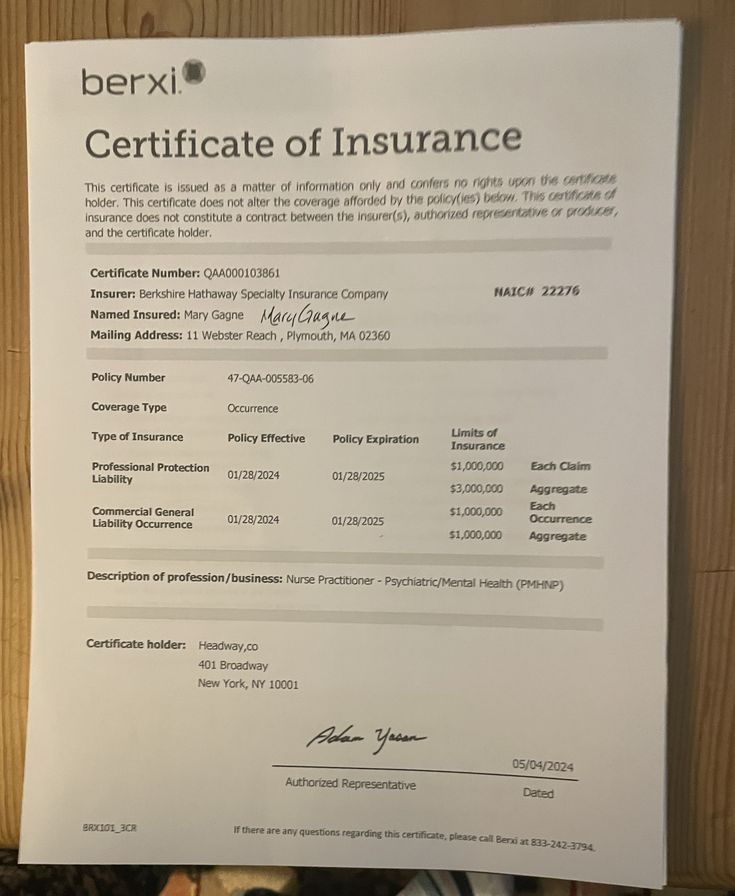 berxi.
Certificate of Insurance
This certificate is issued as a matter of information only and confers no rights upon the certificate
holder. This certificate does not alter the coverage afforded by the policy(ies) below. This certificate of
insurance does not constitute a contract between the insurer(s), authorized representative or producer,
and the certificate holder.
Certificate Number: QAA000103861
Insurer: Berkshire Hathaway Specialty Insurance Company NAIC# 22276
Named Insured: Mary Gagne Mary Gagne
Mailing Address: 11 Webster Reach , Plymouth, MA 02360
Policy Number 47-QAA-005583-06
Coverage Type Occurrence
Type of Insurance Policy Effective Policy Expiration Limits of
Insurance
Professional Protection
Liability 01/28/2024 01/28/2025 $1,000,000 Each Claim
$3,000,000 Aggregate
Commercial General
Liability Occurrence 01/28/2024 01/28/2025 $1,000,000 Each
Occurrence
$1,000,000 Aggregate
Description of profession/business: Nurse Practitioner - Psychiatric/Mental Health (PMHNP)
Certificate holder: Headway,co
401 Broadway
New York, NY 10001
Adam Yasan
05/04/2024
Authorized Representative Dated
BRX101_3CR
If there are any questions regarding this certificate, please call Berxi at 833-242-3794.